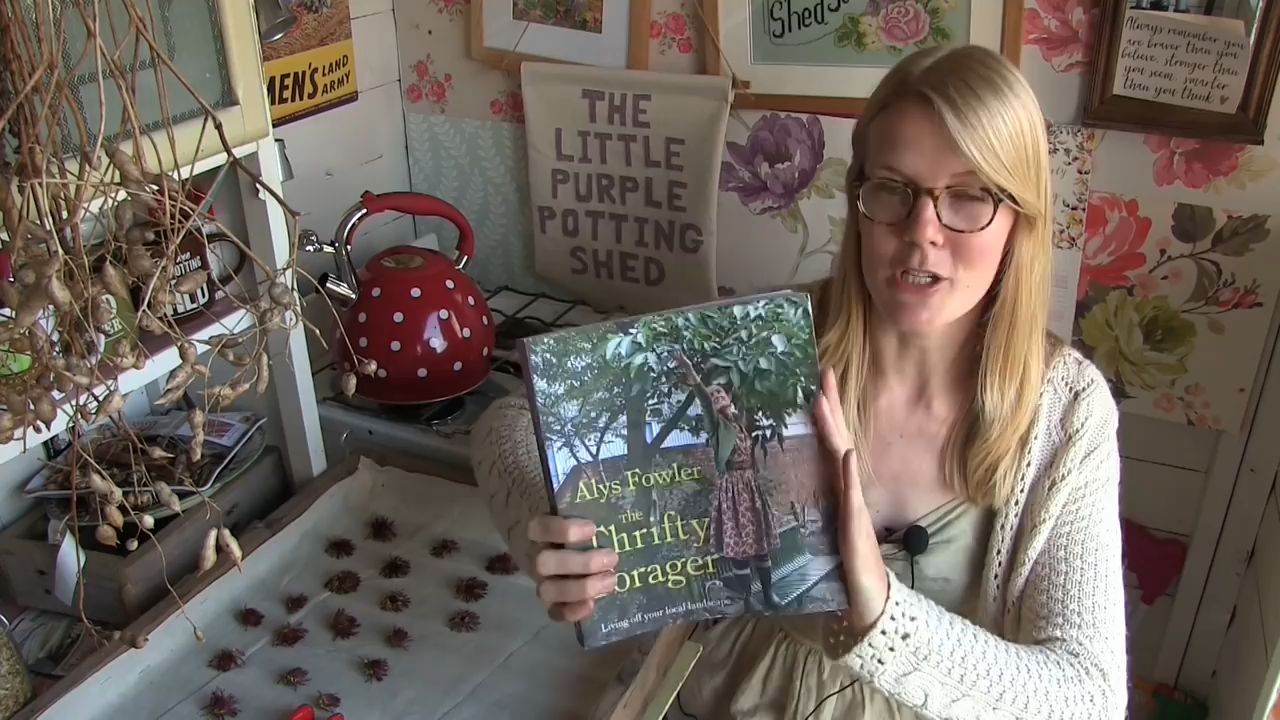 MEN'S LAND
ARMY
Shed
Always remember you
are braver than you
believe, stronger than
you seem, smarter
than you think
THE
LITTLE
PURPLE
POTTING
SHED
POTTING
Alys Fowler
the
Thrifty
Forager
Living off your local landscape